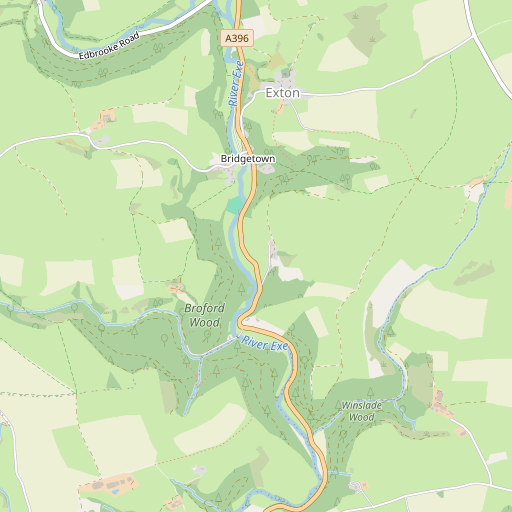 Edbrooke Road
A396
River Exe
Exton
Bridgetown
Broford
Wood
River Exe
Winslade
Wood